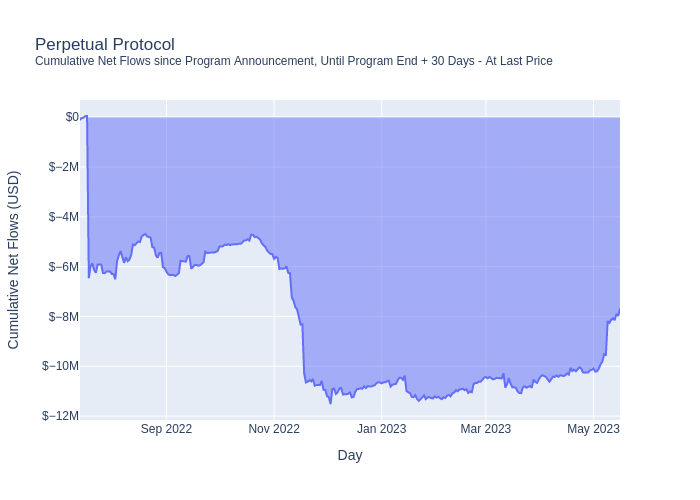 Perpetual Protocol
Cumulative Net Flows since Program Announcement, Until Program End + 30 Days - At Last Price
Cumulative Net Flows (USD)
$0
$−2M
$−4M
$−6M
$−8M
$−10M
$−12M
Sep 2022
Nov 2022
Jan 2023
Mar 2023
May 2023
Day